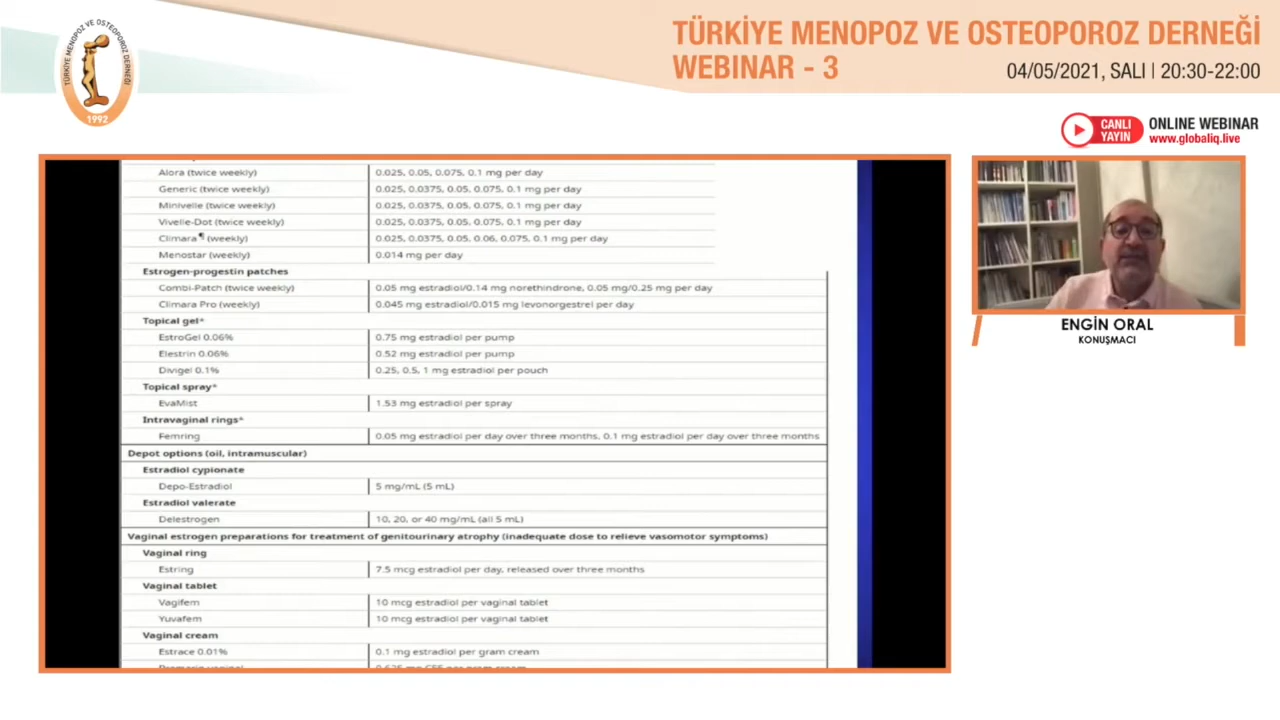 TÜRKİYE MENOPOZ VE OSTEOPOROZ DERNEĞİ
1992
TÜRKİYE MENOPOZ VE OSTEOPOROZ DERNEĞİ
WEBINAR - 3
04/05/2021, SALI | 20:30-22:00
CANLI YAYIN
ONLINE WEBINAR
www.globaliq.live
Alora (twice weekly) 0.025, 0.05, 0.075, 0.1 mg per day
Generic (twice weekly) 0.025, 0.0375, 0.05, 0.075, 0.1 mg per day
Minivelle (twice weekly) 0.025, 0.0375, 0.05, 0.075, 0.1 mg per day
Vivelle-Dot (twice weekly) 0.025, 0.0375, 0.05, 0.075, 0.1 mg per day
Climara¶ (weekly) 0.025, 0.0375, 0.05, 0.06, 0.075, 0.1 mg per day
Menostar (weekly) 0.014 mg per day
Estrogen-progestin patches
Combi-Patch (twice weekly) 0.05 mg estradiol/0.14 mg norethindrone, 0.05 mg/0.25 mg per day
Climara Pro (weekly) 0.045 mg estradiol/0.015 mg levonorgestrel per day
Topical gel^
EstroGel 0.06% 0.75 mg estradiol per pump
Elestrin 0.06% 0.52 mg estradiol per pump
Divigel 0.1% 0.25, 0.5, 1 mg estradiol per pouch
Topical spray^
EvaMist 1.53 mg estradiol per spray
Intravaginal rings^
Femring 0.05 mg estradiol per day over three months, 0.1 mg estradiol per day over three months
Depot options (oil, intramuscular)
Estradiol cypionate
Depo-Estradiol 5 mg/mL (5 mL)
Estradiol valerate
Delestrogen 10, 20, or 40 mg/mL (all 5 mL)
Vaginal estrogen preparations for treatment of genitourinary atrophy (inadequate dose to relieve vasomotor symptoms)
Vaginal ring
Estring 7.5 mcg estradiol per day, released over three months
Vaginal tablet
Vagifem 10 mcg estradiol per vaginal tablet
Yuvafem 10 mcg estradiol per vaginal tablet
Vaginal cream
Estrace 0.01% 0.1 mg estradiol per gram cream
ENGİN ORAL
KONUŞMACI